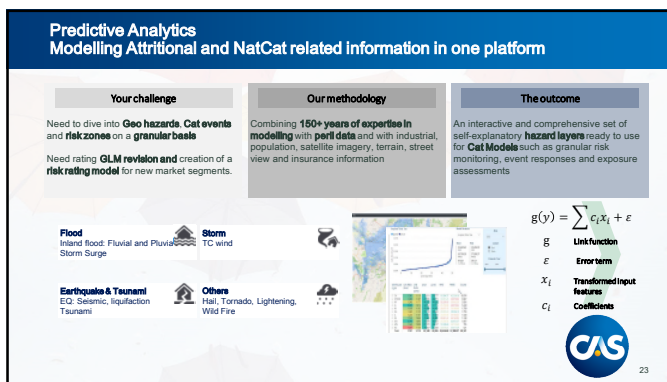 Predictive Analytics
Modelling Attritional and NatCat related information in one platform
Your challenge
Need to dive into Geo hazards, Cat events
and risk zones on a granular basis
Need rating GLM revision and creation of a
risk rating model for new market segments.
Our methodology
Combining 150+ years of expertise in
modelling with peril data and with industrial,
population, satellite imagery, terrain, street
view and insurance information
The outcome
An interactive and comprehensive set of
self-explanatory hazard layers ready to use
for Cat Models such as granular risk
monitoring, event responses and exposure
assessments
Flood
Inland flood: Fluvial and Pluvia
Storm Surge
Storm
TC wind
Earthquake & Tsunami
EQ: Seismic, liquifaction
Tsunami
Others
Hail, Tornado, Lightening,
Wild Fire
g(y) = ∑ cᵢxᵢ + ε
g Link function
ε Error term
xᵢ Transformed input
features
cᵢ Coefficients
CAS
23